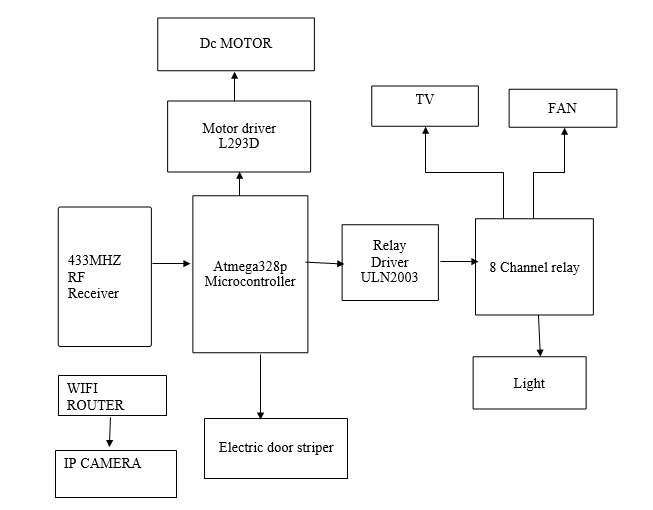 Dc MOTOR
TV
FAN
Motor driver
L293D
433MHZ
RF
Receiver
Atmega328p
Microcontroller
Relay
Driver
ULN2003
8 Channel relay
WIFI
ROUTER
Light
Electric door striper
IP CAMERA